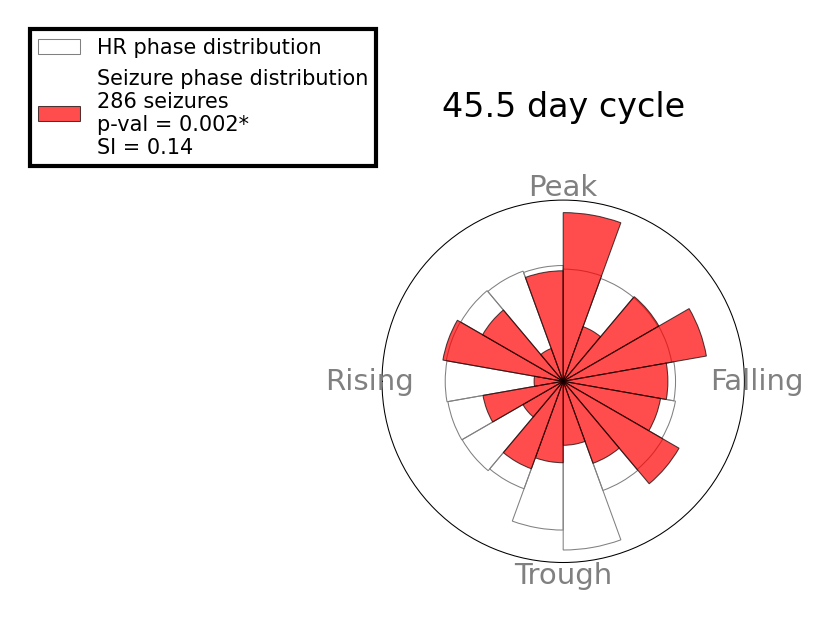 HR phase distribution
Seizure phase distribution
286 seizures
p-val = 0.002*
SI = 0.14
45.5 day cycle
Peak
Rising
Falling
Trough